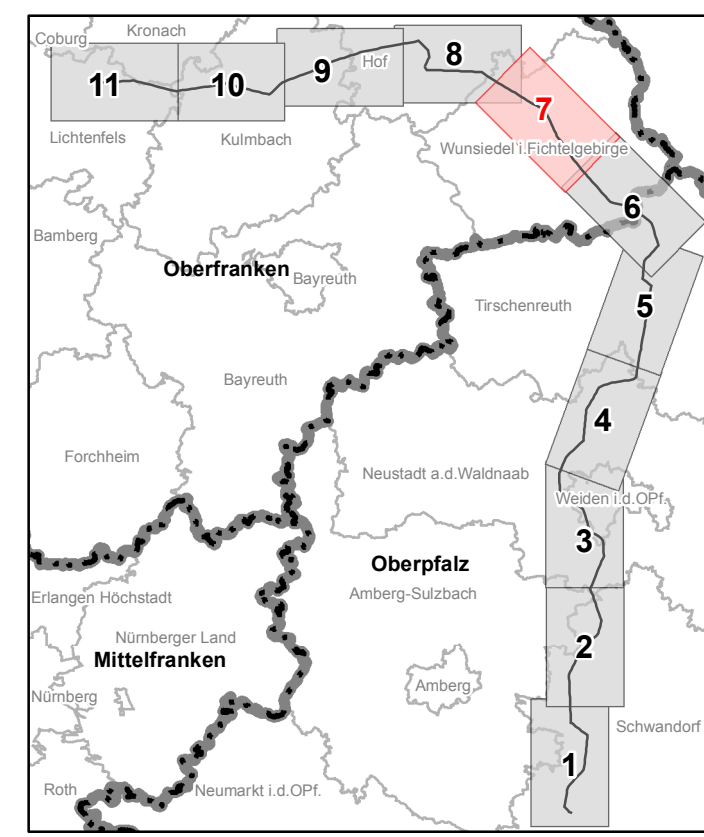 Coburg
Kronach
11
10
9
Hof
8
7
Lichtenfels
Kulmbach
Wunsiedel i.Fichtelgebirge
6
Bamberg
Oberfranken
Bayreuth
Tirschenreuth
5
Bayreuth
4
Forchheim
Neustadt a.d.Waldnaab
Weiden i.d.OPf.
3
Oberpfalz
Erlangen Höchstadt
Amberg-Sulzbach
Nürnberger Land
2
Mittelfranken
Amberg
Nürnberg
Schwandorf
1
Roth
Neumarkt i.d.OPf.